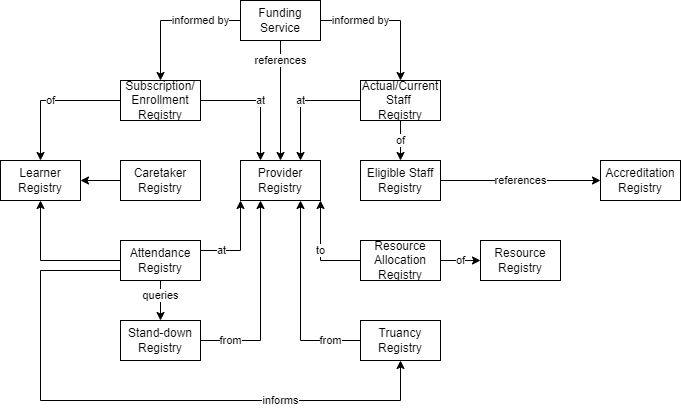 Funding
Service
informed by
informed by
references
Subscription/
Enrollment
Registry
Actual/Current
Staff
Registry
of
at
at
of
Learner
Registry
Caretaker
Registry
Provider
Registry
Eligible Staff
Registry
references
Accreditation
Registry
Attendance
Registry
at
to
Resource
Allocation
Registry
of
Resource
Registry
queries
Stand-down
Registry
from
from
Truancy
Registry
informs